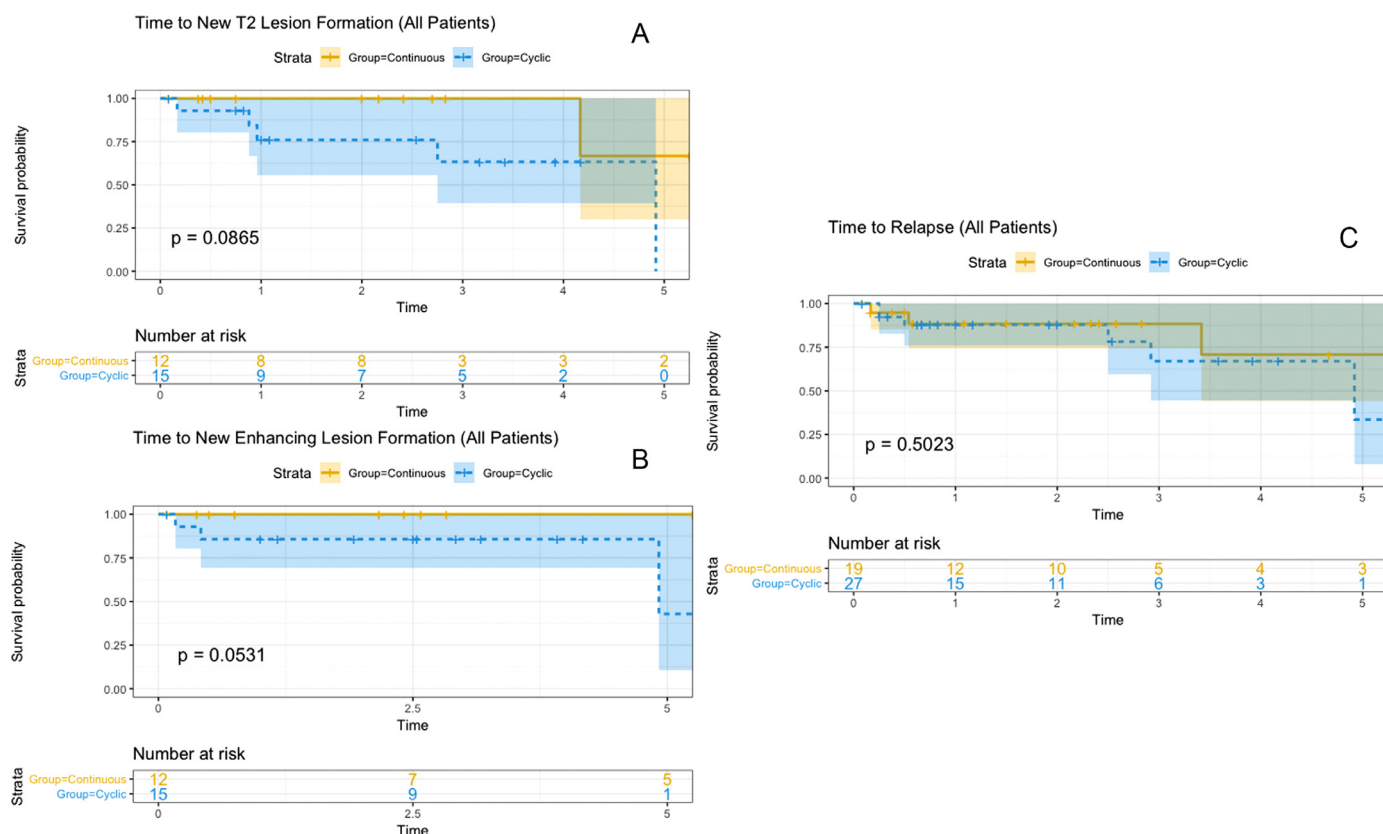 Time to New T2 Lesion Formation (All Patients)
A
Strata Group=Continuous Group=Cyclic
Survival probability
1.00
0.75
0.50
0.25
0.00
p = 0.0865
0 1 2 3 4 5
Time
Number at risk
Strata
Group=Continuous 12 8 8 3 3 2
Group=Cyclic 15 9 7 5 2 0
0 1 2 3 4 5
Time
Time to New Enhancing Lesion Formation (All Patients)
B
Strata Group=Continuous Group=Cyclic
Survival probability
1.00
0.75
0.50
0.25
0.00
p = 0.0531
0 2.5 5
Time
Number at risk
Strata
Group=Continuous 12 7 5
Group=Cyclic 15 9 1
0 2.5 5
Time
Time to Relapse (All Patients)
C
Strata Group=Continuous Group=Cyclic
Survival probability
1.00
0.75
0.50
0.25
0.00
p = 0.5023
0 1 2 3 4 5
Time
Number at risk
Strata
Group=Continuous 19 12 10 5 4 3
Group=Cyclic 27 15 11 6 3 1
0 1 2 3 4 5
Time